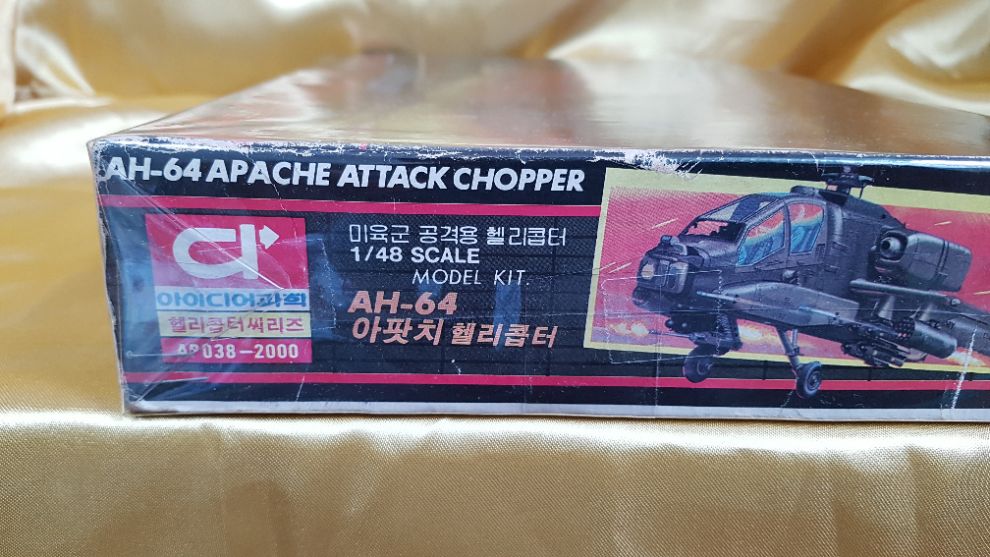 AH-64 APACHE ATTACK CHOPPER
미육군 공격용 헬리콥터
1/48 SCALE
MODEL KIT.
AH-64
아팟치 헬리콥터
아이디어과학
헬리콥터씨리즈
AP038-2000